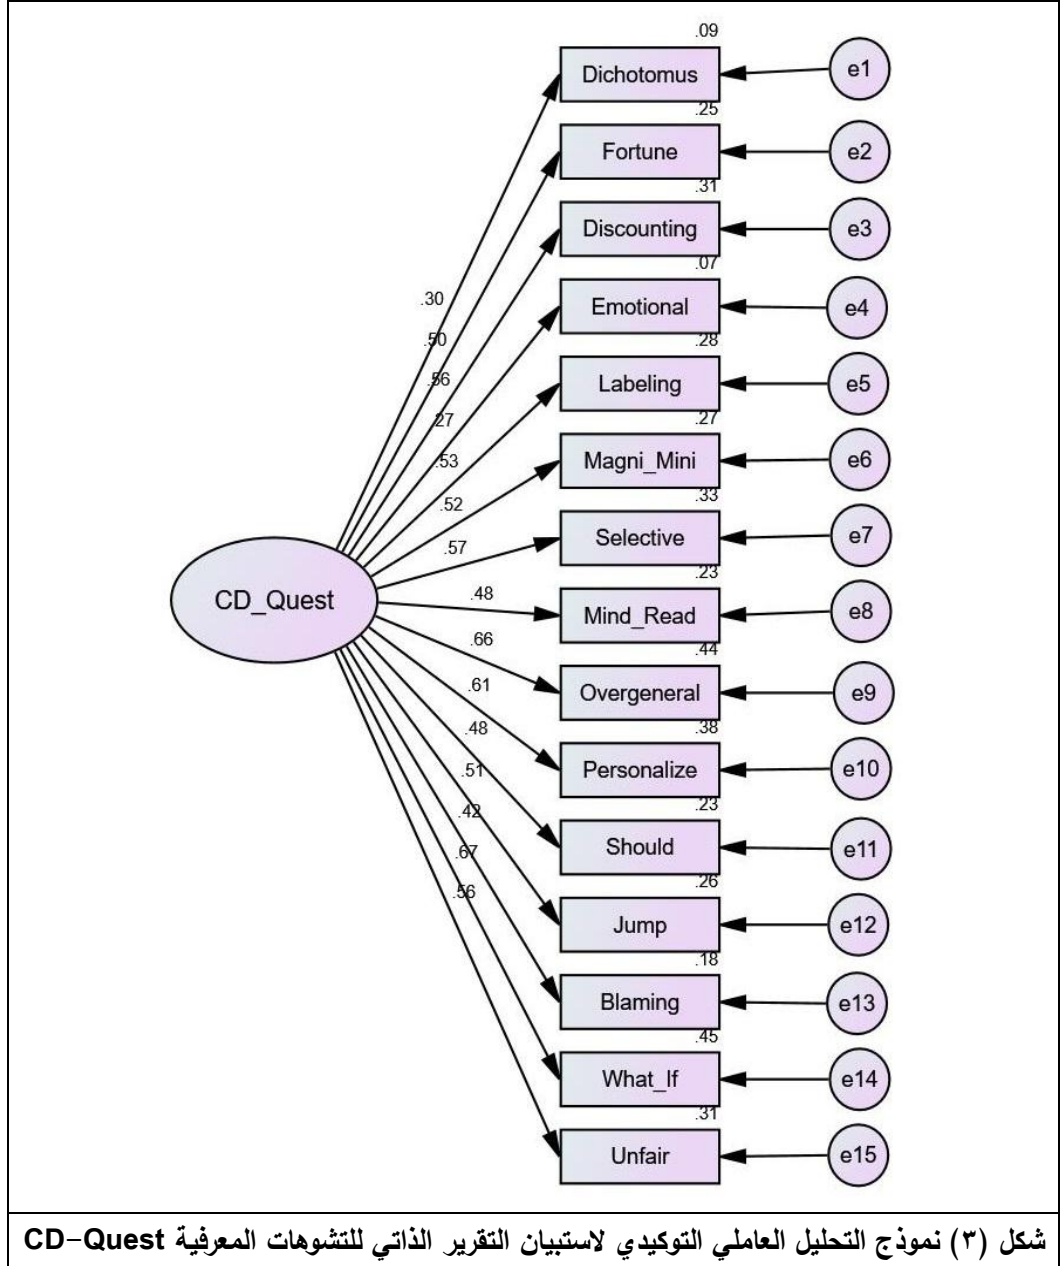 .09
Dichotomus
e1
.25
Fortune
e2
.31
Discounting
e3
.07
Emotional
e4
.30
.28
.50
Labeling
e5
.56
.27
.27
Magni_Mini
e6
.53
.33
.52
Selective
e7
.57
.23
CD_Quest
.48
Mind_Read
e8
.66
.44
Overgeneral
e9
.61
.38
.48
Personalize
e10
.51
.23
.42
Should
e11
.67
.26
.56
Jump
e12
.18
Blaming
e13
.45
What_If
e14
.31
Unfair
e15
شكل (٣) نموذج التحليل العاملي التوكيدي لاستبيان التقرير الذاتي للتشوهات المعرفية CD-Quest